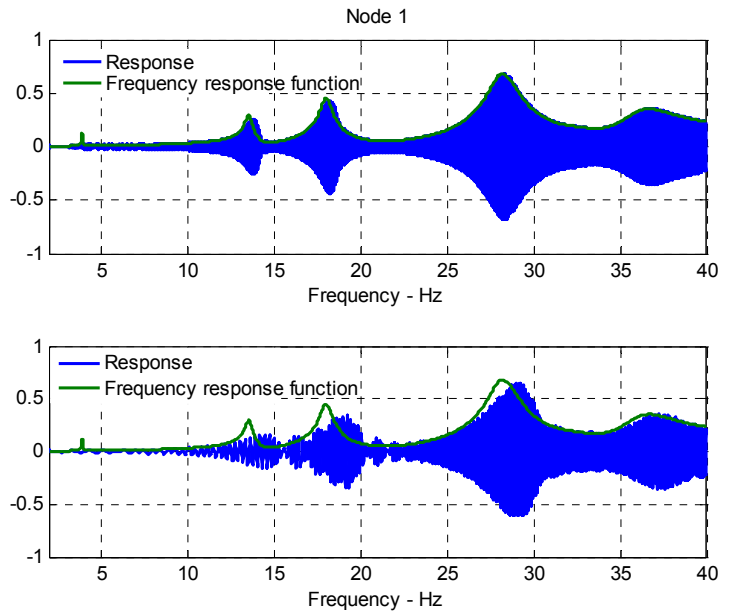 Node 1
1
0.5
0
-0.5
-1
Response
Frequency response function
5 10 15 20 25 30 35 40
Frequency - Hz
1
0.5
0
-0.5
-1
Response
Frequency response function
5 10 15 20 25 30 35 40
Frequency - Hz